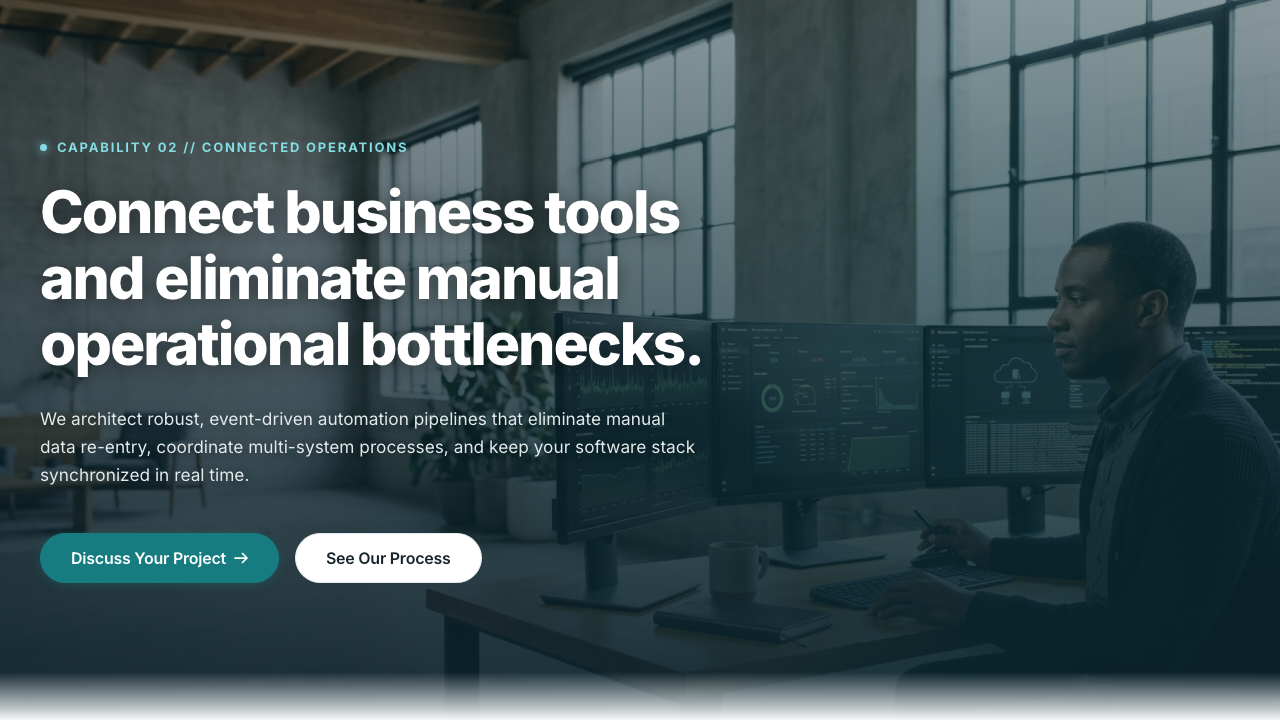 CAPABILITY 02 // CONNECTED OPERATIONS
Connect business tools
and eliminate manual
operational bottlenecks.
We architect robust, event-driven automation pipelines that eliminate manual
data re-entry, coordinate multi-system processes, and keep your software stack
synchronized in real time.
Discuss Your Project →
See Our Process